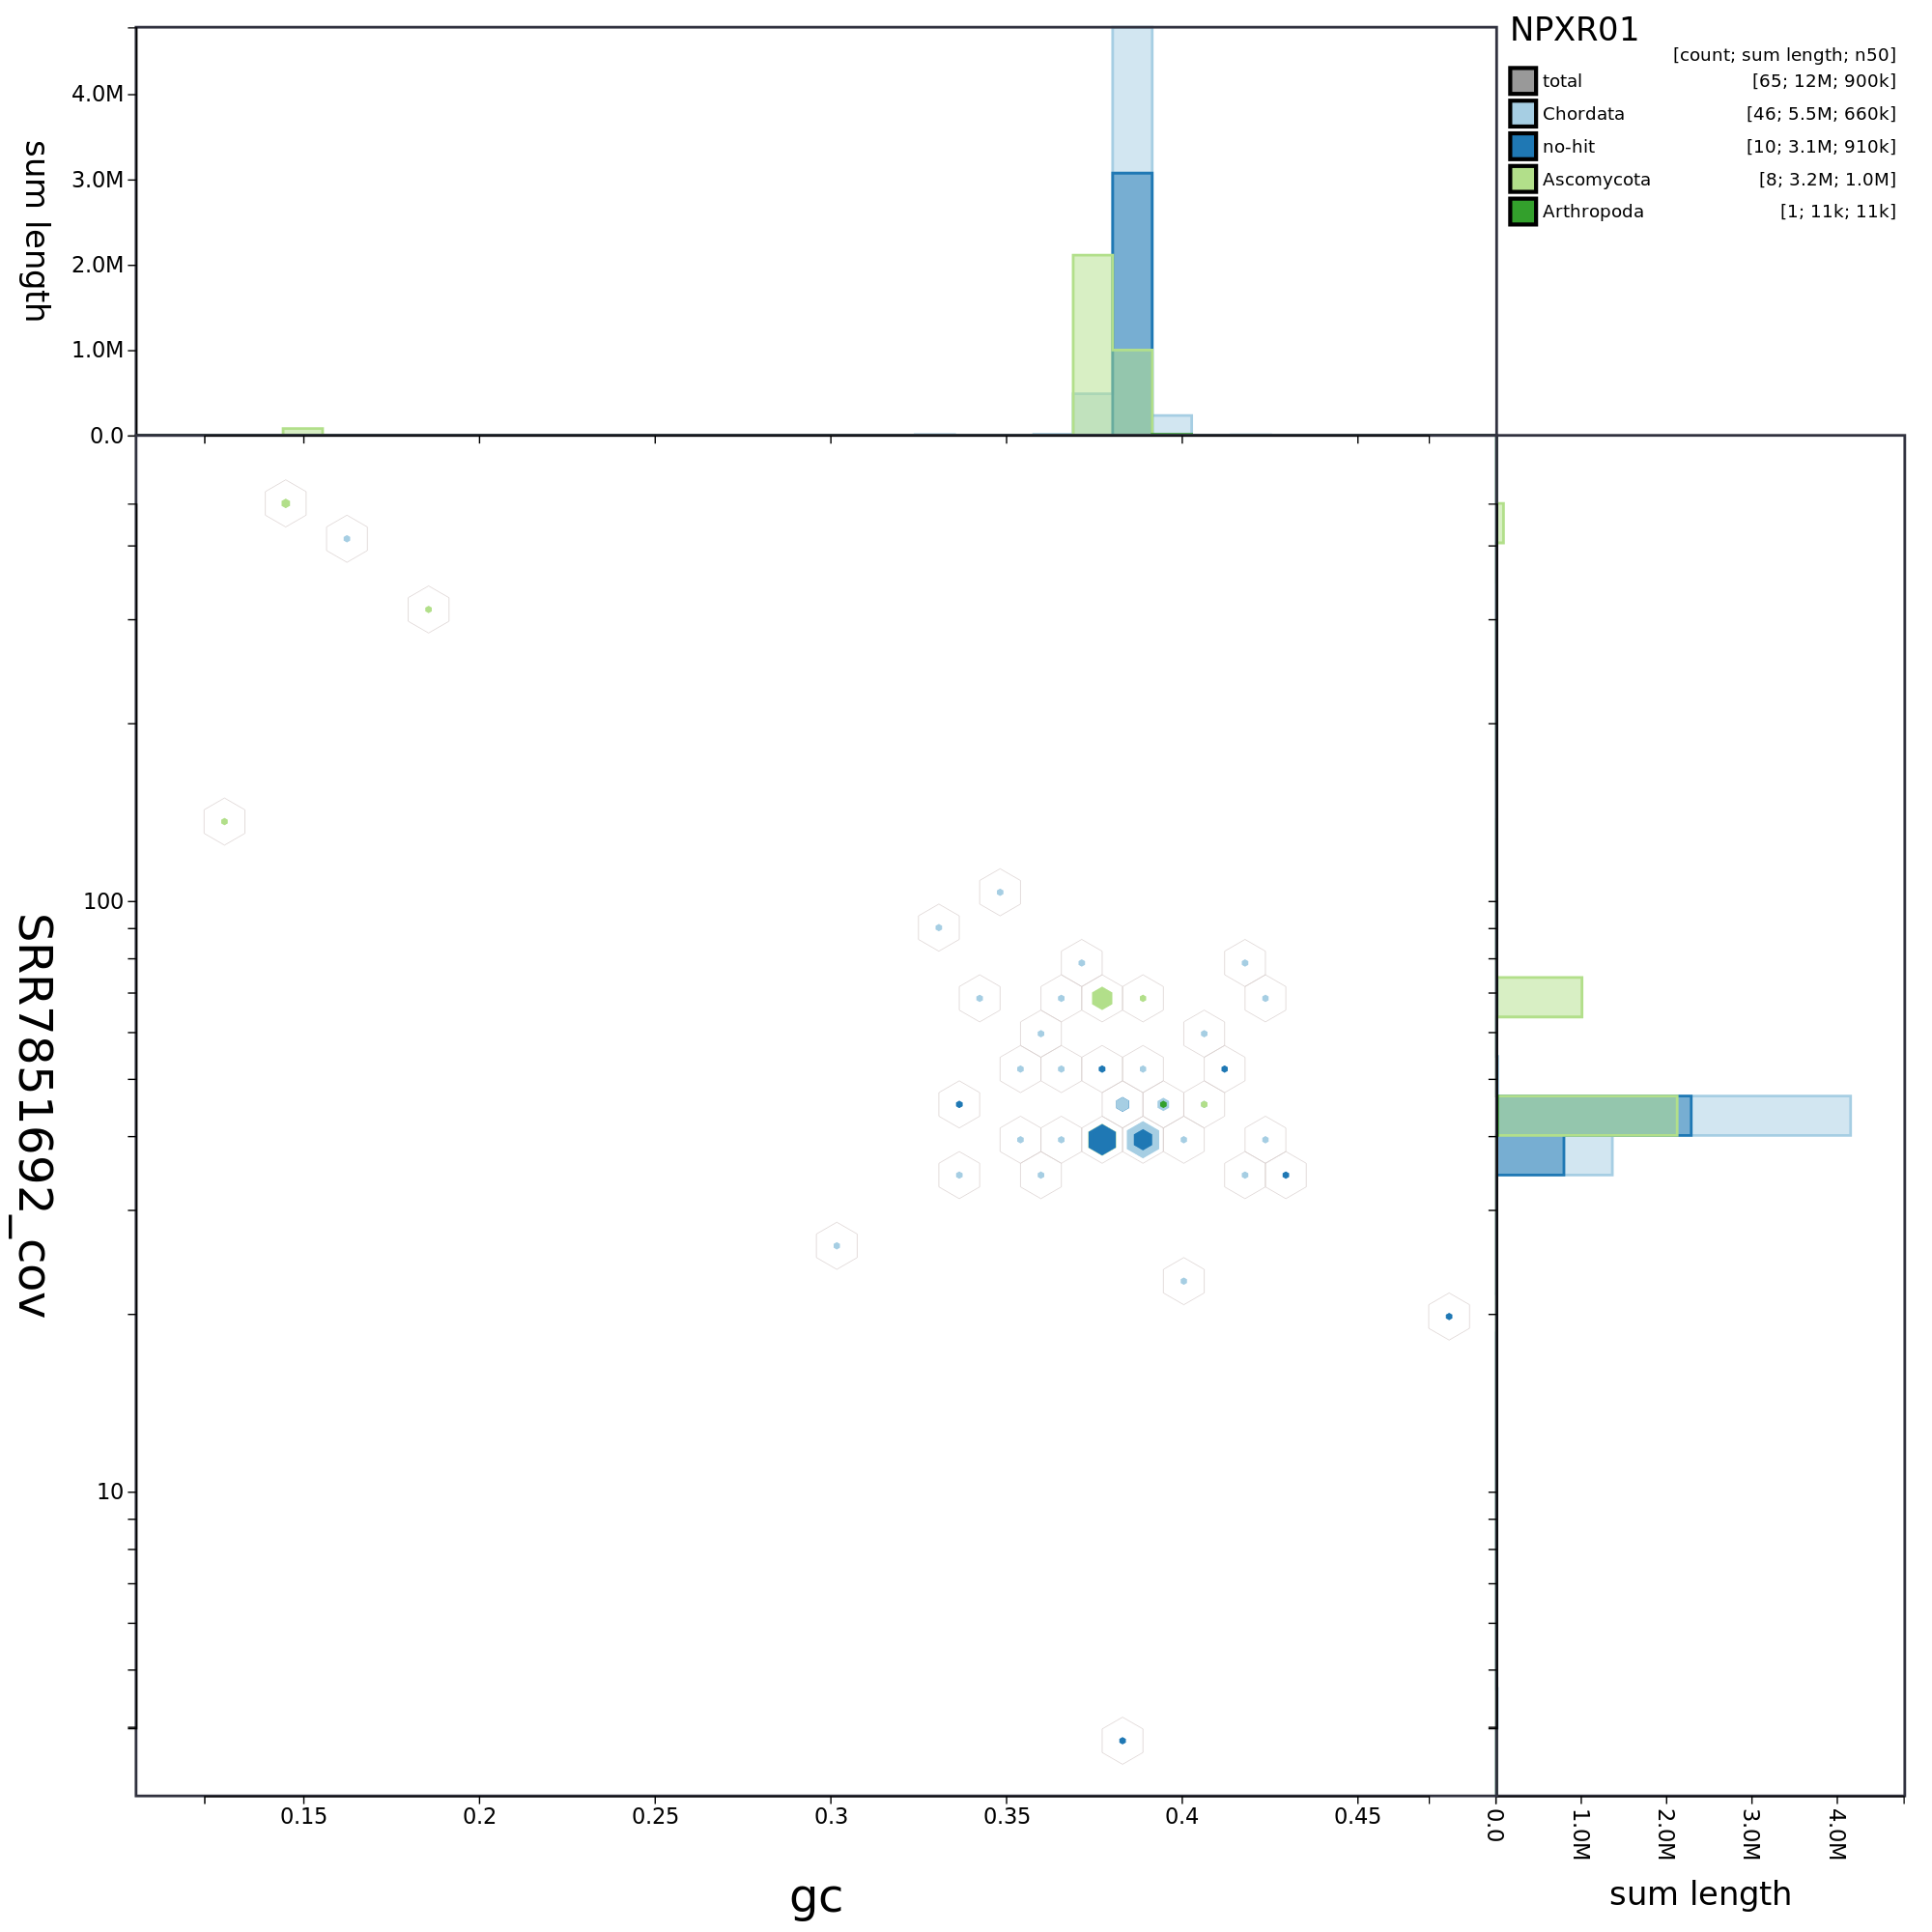 NPXR01
[count; sum length; n50]
total [65; 12M; 900k]
Chordata [46; 5.5M; 660k]
no-hit [10; 3.1M; 910k]
Ascomycota [8; 3.2M; 1.0M]
Arthropoda [1; 11k; 11k]
sum length
4.0M
3.0M
2.0M
1.0M
0.0
SRR7851692_cov
100
10
0.15 0.2 0.25 0.3 0.35 0.4 0.45
gc
0.0 1.0M 2.0M 3.0M 4.0M
sum length